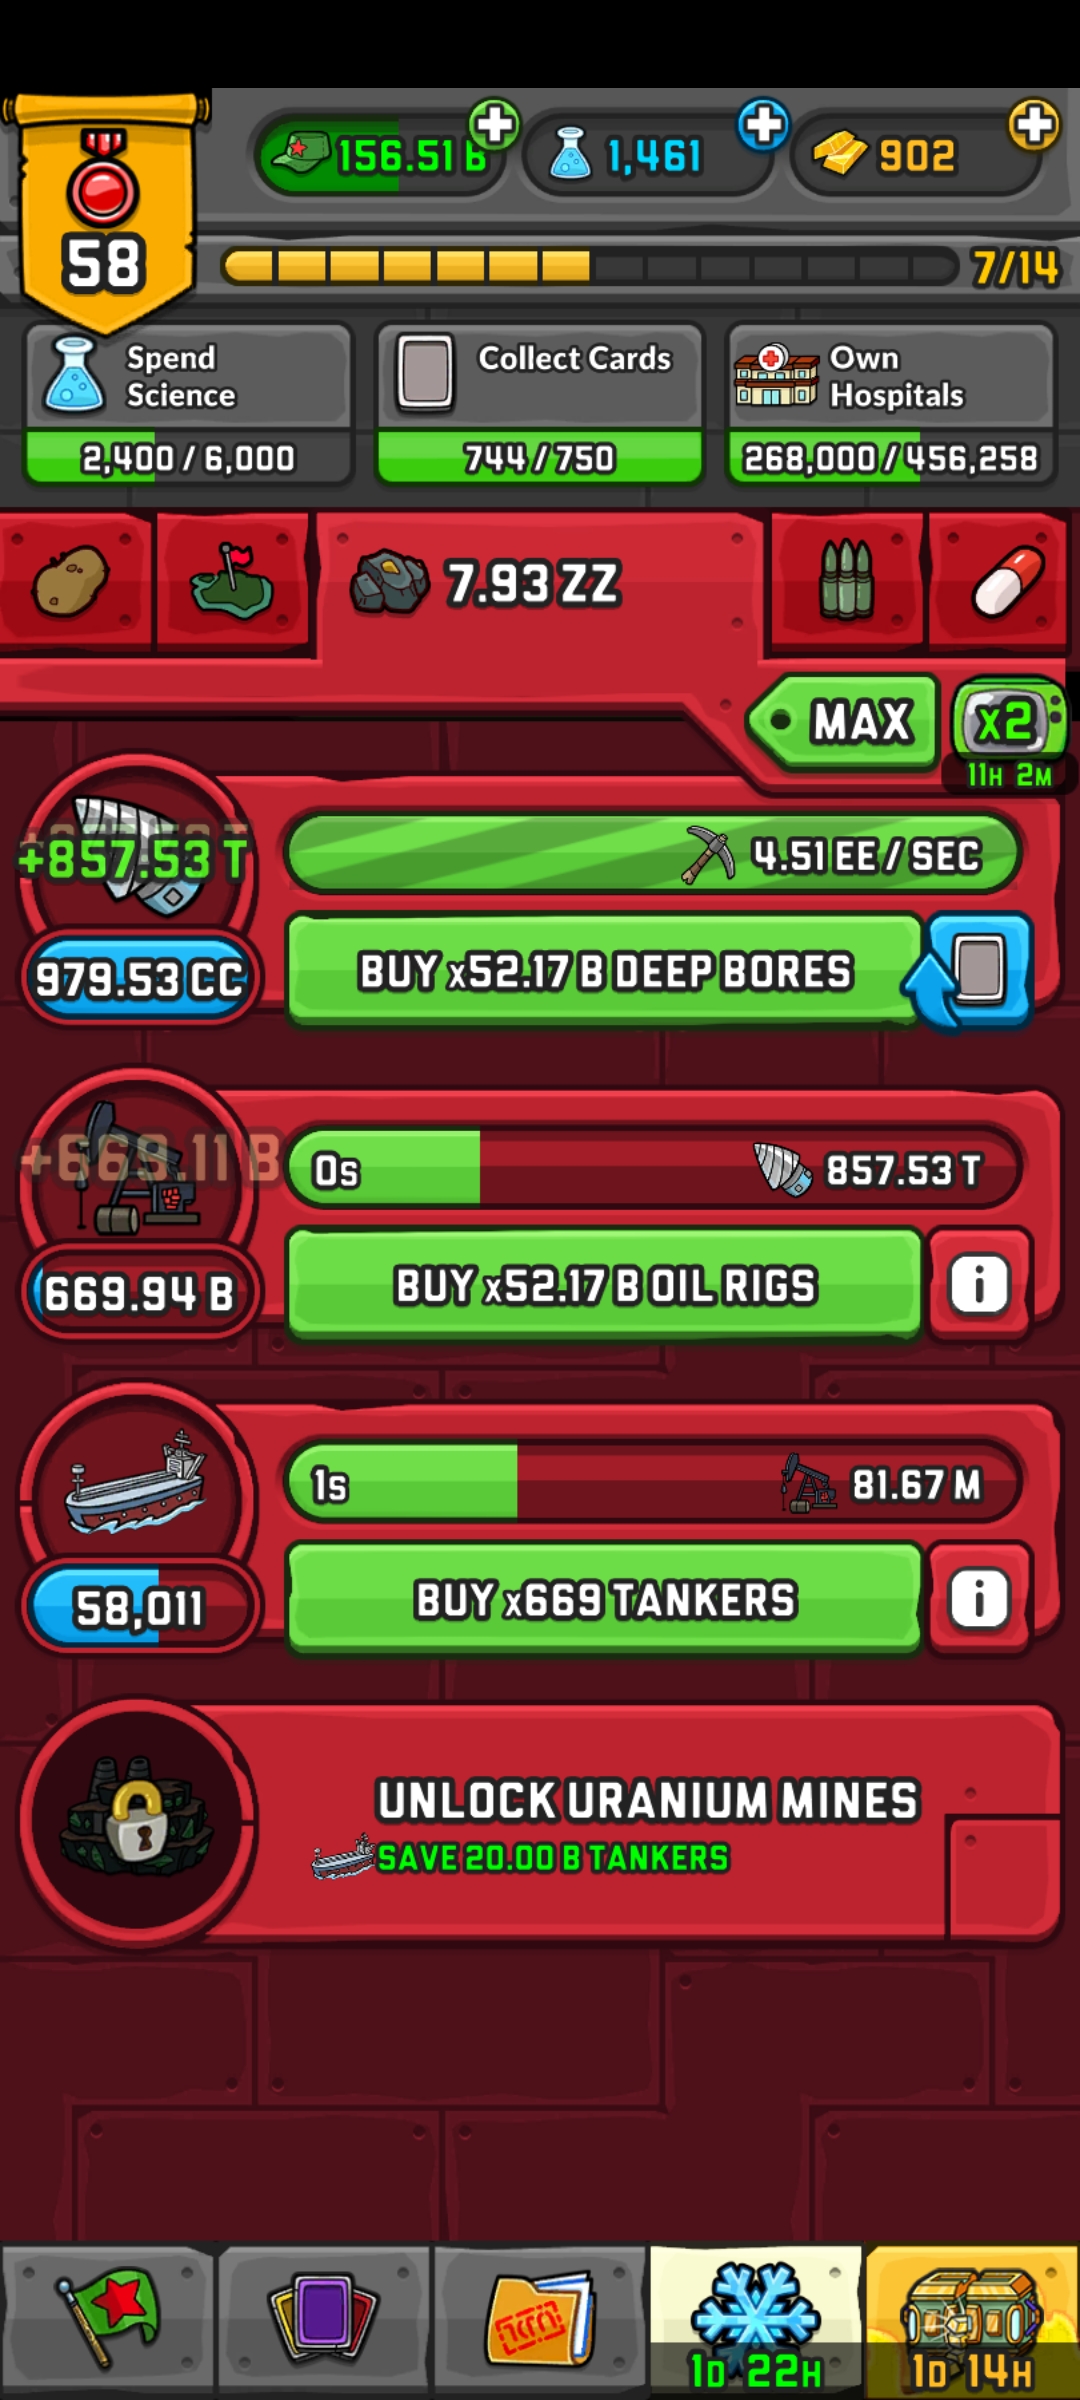 58
156.51 B
1,461
902
7/14
Spend
Science
2,400 / 6,000
Collect Cards
744 / 750
Own
Hospitals
268,000 / 456,258
7.93 ZZ
MAX
x2
11H 2M
+857.53 T
979.53 CC
4.51 EE / SEC
BUY x52.17 B DEEP BORES
+669.11 B
669.94 B
0s
857.53 T
BUY x52.17 B OIL RIGS
i
58,011
1s
81.67 M
BUY x669 TANKERS
i
UNLOCK URANIUM MINES
SAVE 20.00 B TANKERS
1D 22H
1D 14H